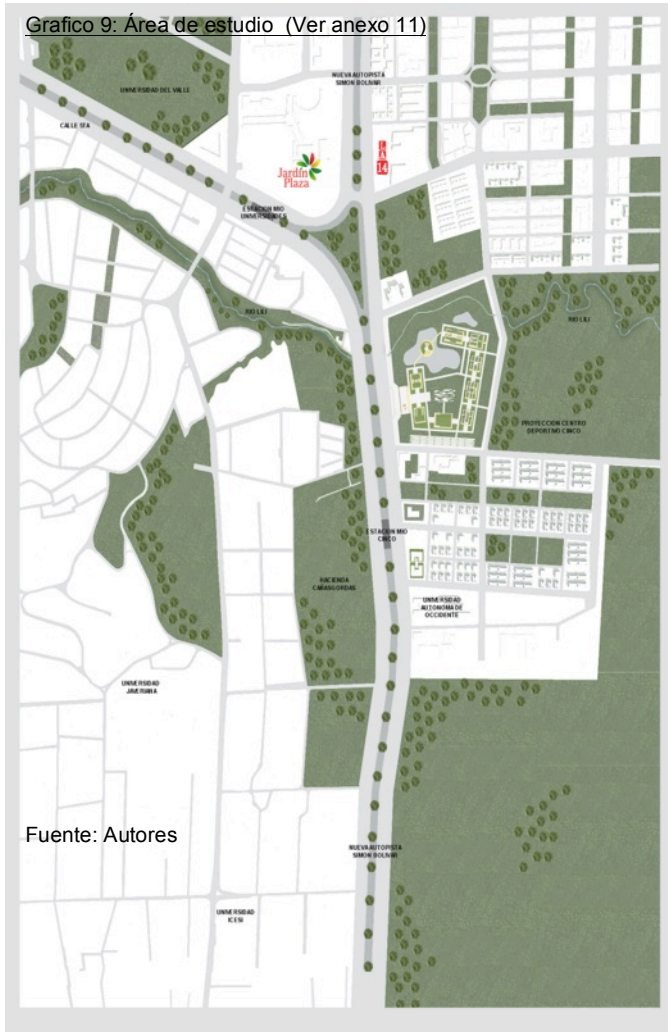 Grafico 9: Área de estudio (Ver anexo 11)
NUEVA AUTOPISTA
SIMON BOLIVAR
UNIVERSIDAD DEL VALLE
CALLE 5TA
Jardín
Plaza
LA
14
ESTACION MIO
UNIVERSIDADES
RIO LILI
RIO LILI
PROYECCION CENTRO
DEPORTIVO CINCO
ESTACION MIO
CINCO
HACIENDA
CAÑASGORDAS
UNIVERSIDAD
AUTONOMA DE
OCCIDENTE
UNIVERSIDAD
JAVERIANA
Fuente: Autores
NUEVA AUTOPISTA
SIMON BOLIVAR
UNIVERSIDAD
ICESI